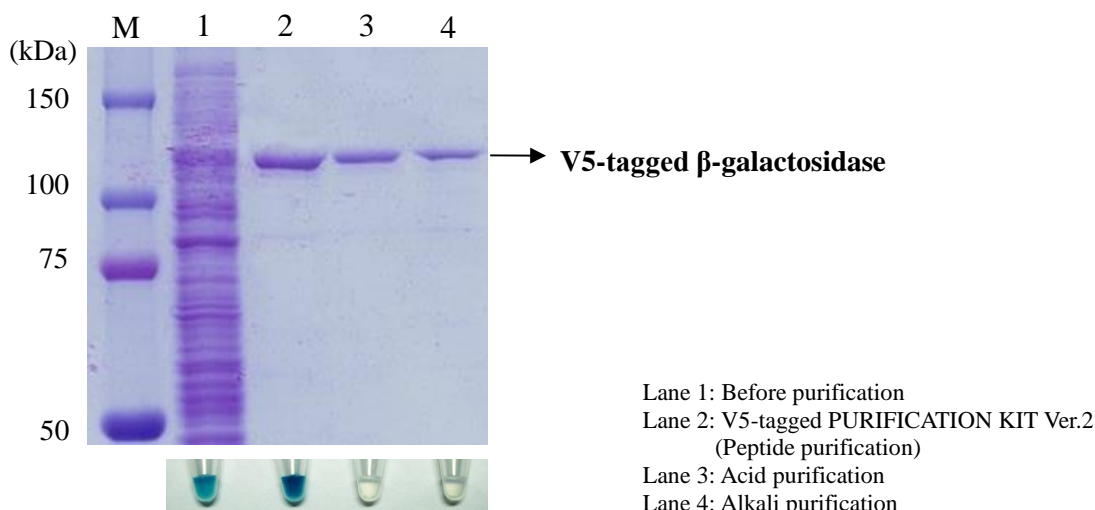 M 1 2 3 4
(kDa)
150
100
75
50
V5-tagged β-galactosidase
Lane 1: Before purification
Lane 2: V5-tagged PURIFICATION KIT Ver.2
(Peptide purification)
Lane 3: Acid purification
Lane 4: Alkali purification